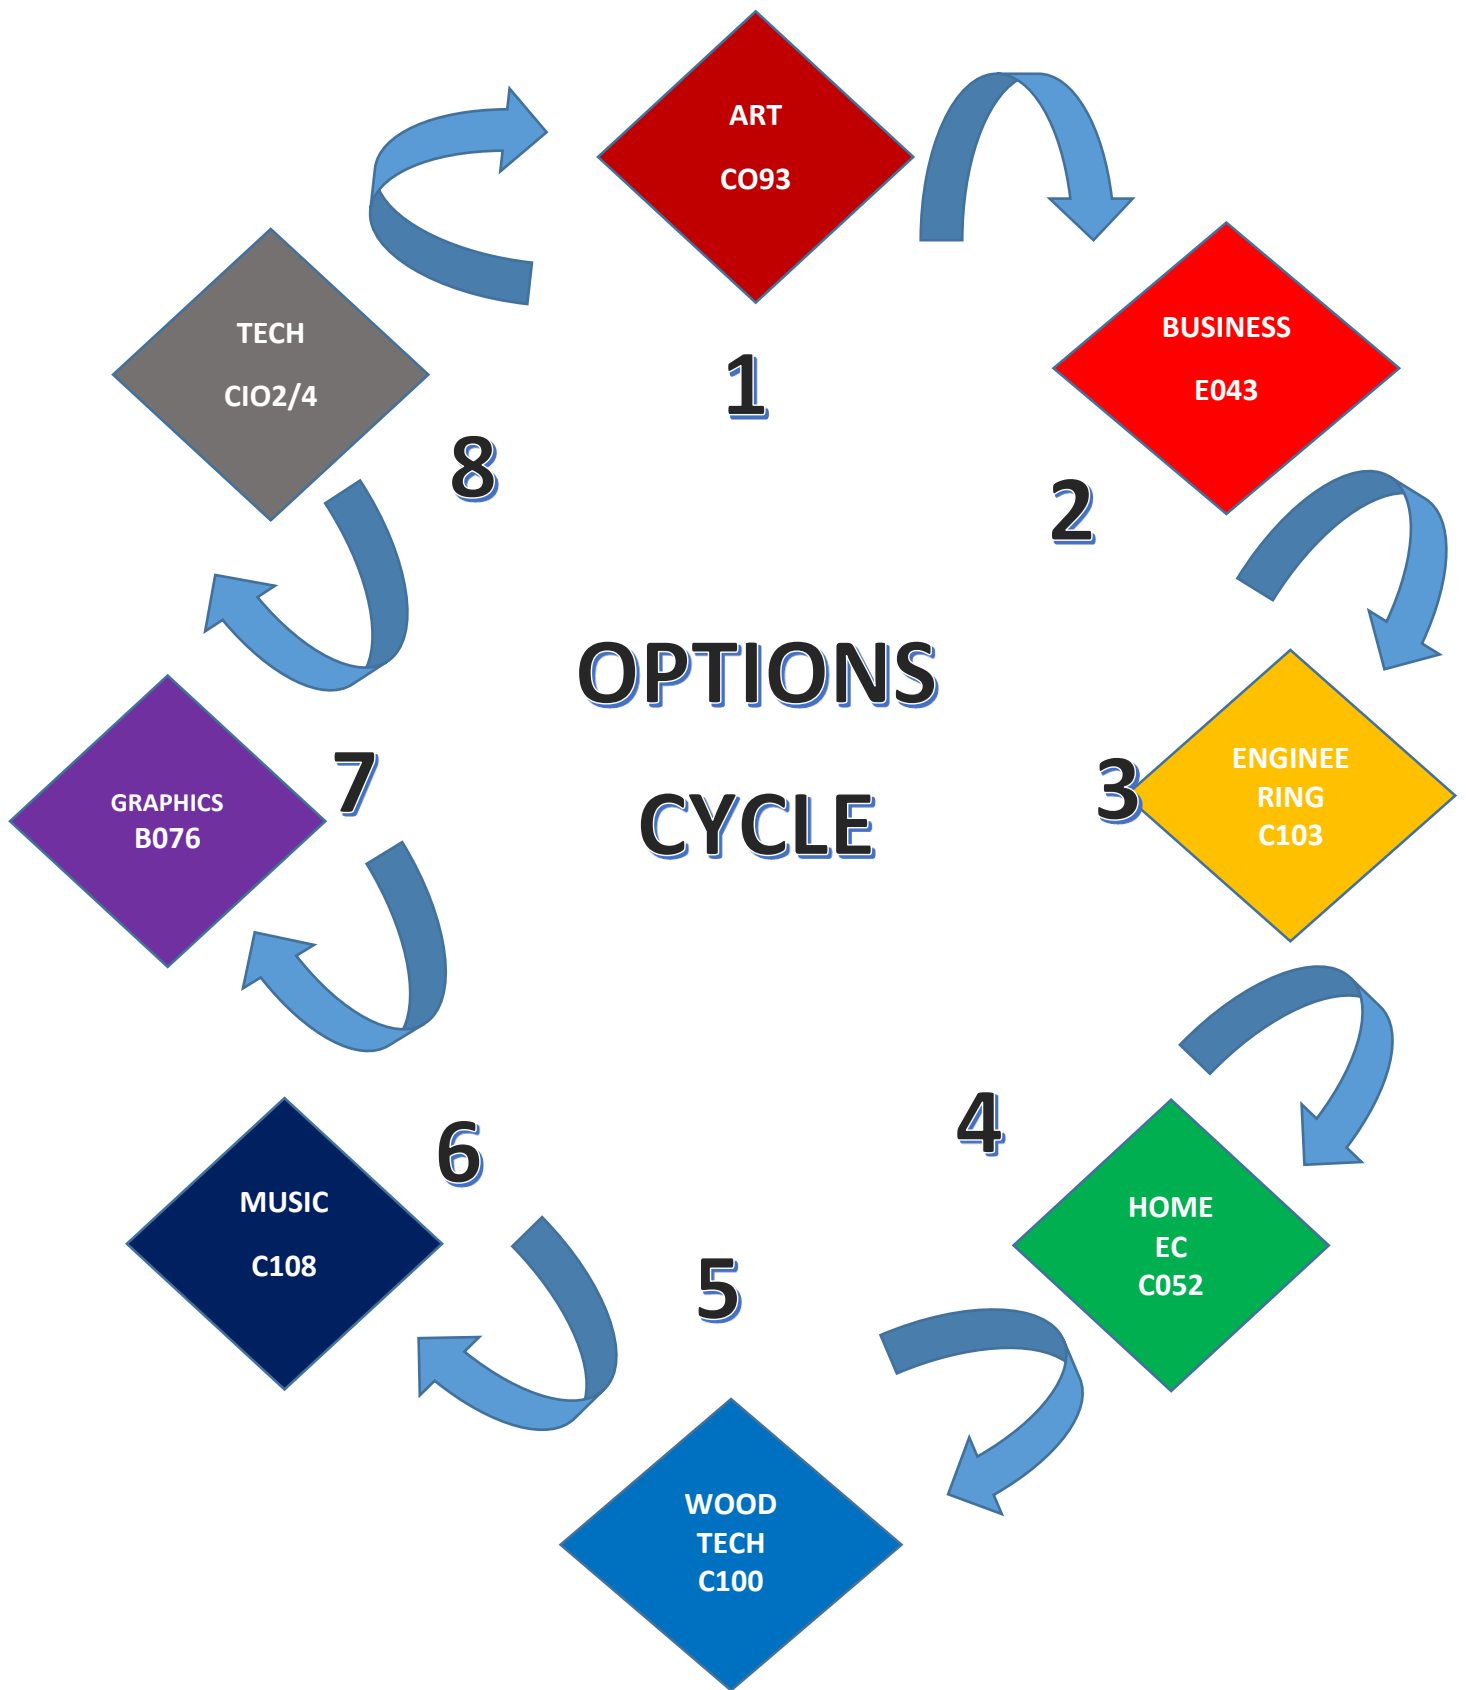 ART
CO93
1
BUSINESS
E043
2
ENGINEE
RING
C103
3
HOME
EC
C052
4
WOOD
TECH
C100
5
MUSIC
C108
6
GRAPHICS
B076
7
TECH
CIO2/4
8
OPTIONS
CYCLE